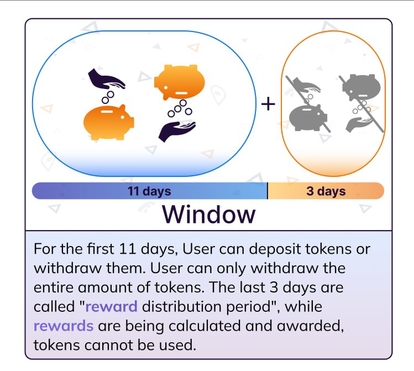 +
11 days 3 days
Window
For the first 11 days, User can deposit tokens or
withdraw them. User can only withdraw the
entire amount of tokens. The last 3 days are
called "reward distribution period", while
rewards are being calculated and awarded,
tokens cannot be used.